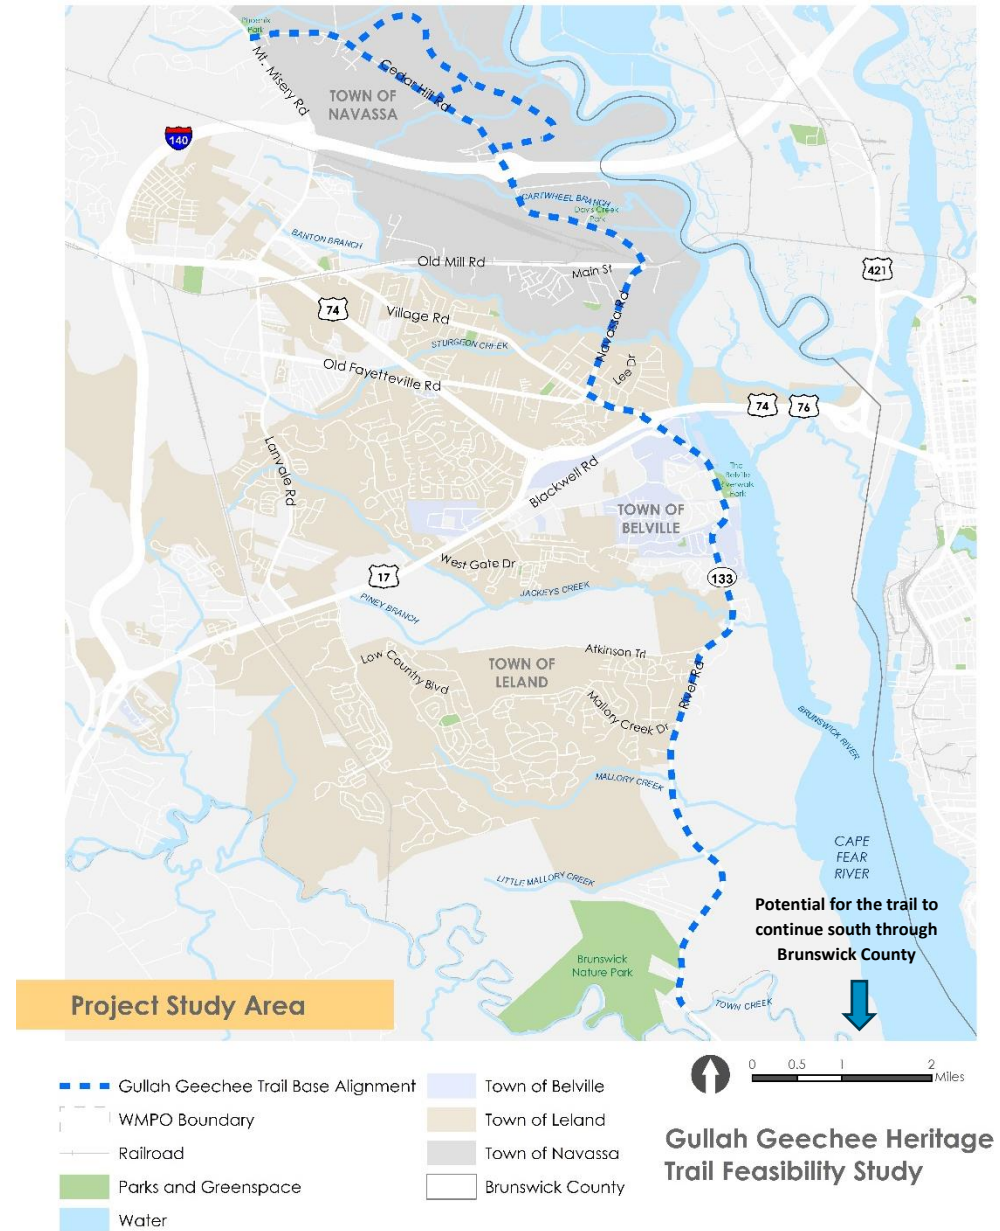 Phoenix
Park
Mt. Misery Rd
Cedar Hill Rd
TOWN OF
NAVASSA
140
CARTWHEEL BRANCH
Davis Creek
Park
BANTON BRANCH
Old Mill Rd
Main St
421
74
Village Rd
Navassa Rd
STURGEON CREEK
Lee Dr
Old Fayetteville Rd
74
76
Lanvale Rd
Blackwell Rd
The
Belville
Riverwalk
Park
TOWN OF
BELVILLE
West Gate Dr
17
133
JACKEYS CREEK
PINEY BRANCH
Atkinson Trl
Low Country Blvd
TOWN OF
LELAND
River Rd
Mallory Creek Dr
BRUNSWICK RIVER
MALLORY CREEK
CAPE
FEAR
RIVER
LITTLE MALLORY CREEK
Potential for the trail to
continue south through
Brunswick County
Brunswick
Nature Park
TOWN CREEK
Project Study Area
Gullah Geechee Trail Base Alignment
WMPO Boundary
Railroad
Parks and Greenspace
Water
Town of Belville
Town of Leland
Town of Navassa
Brunswick County
0 0.5 1 2
Miles
Gullah Geechee Heritage
Trail Feasibility Study